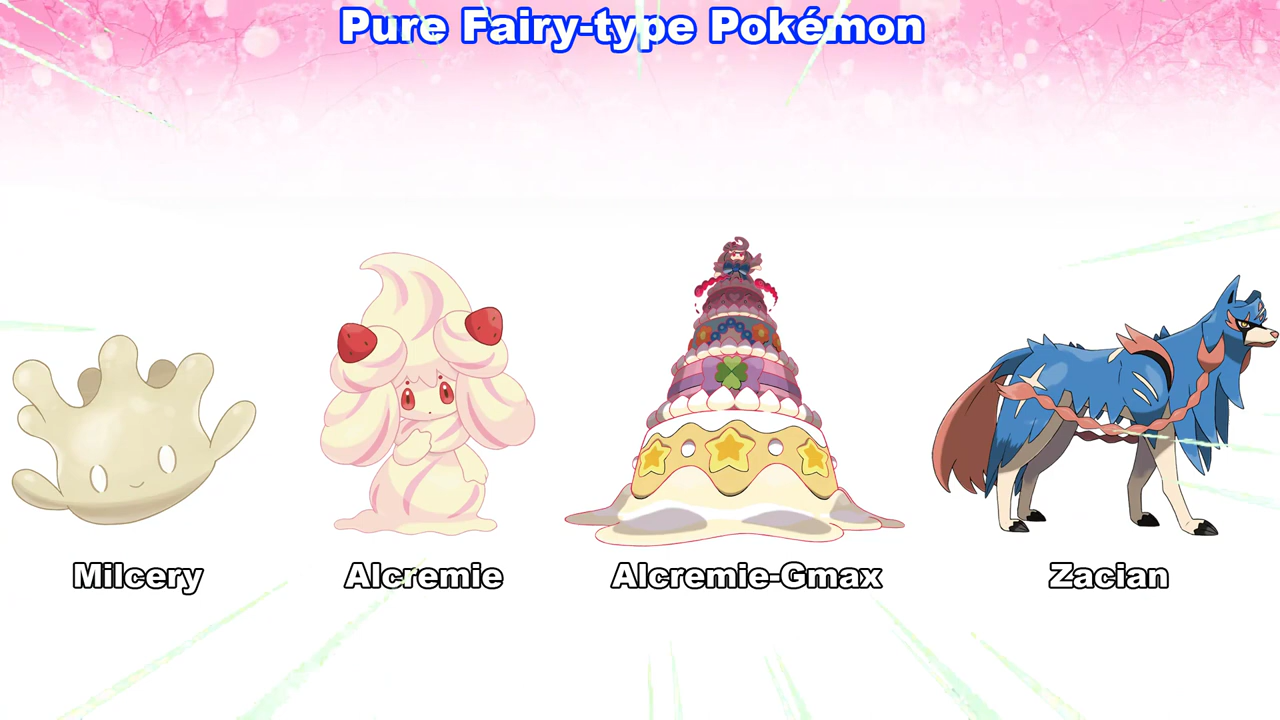 Pure Fairy-type Pokémon
Milcery
Alcremie
Alcremie-Gmax
Zacian